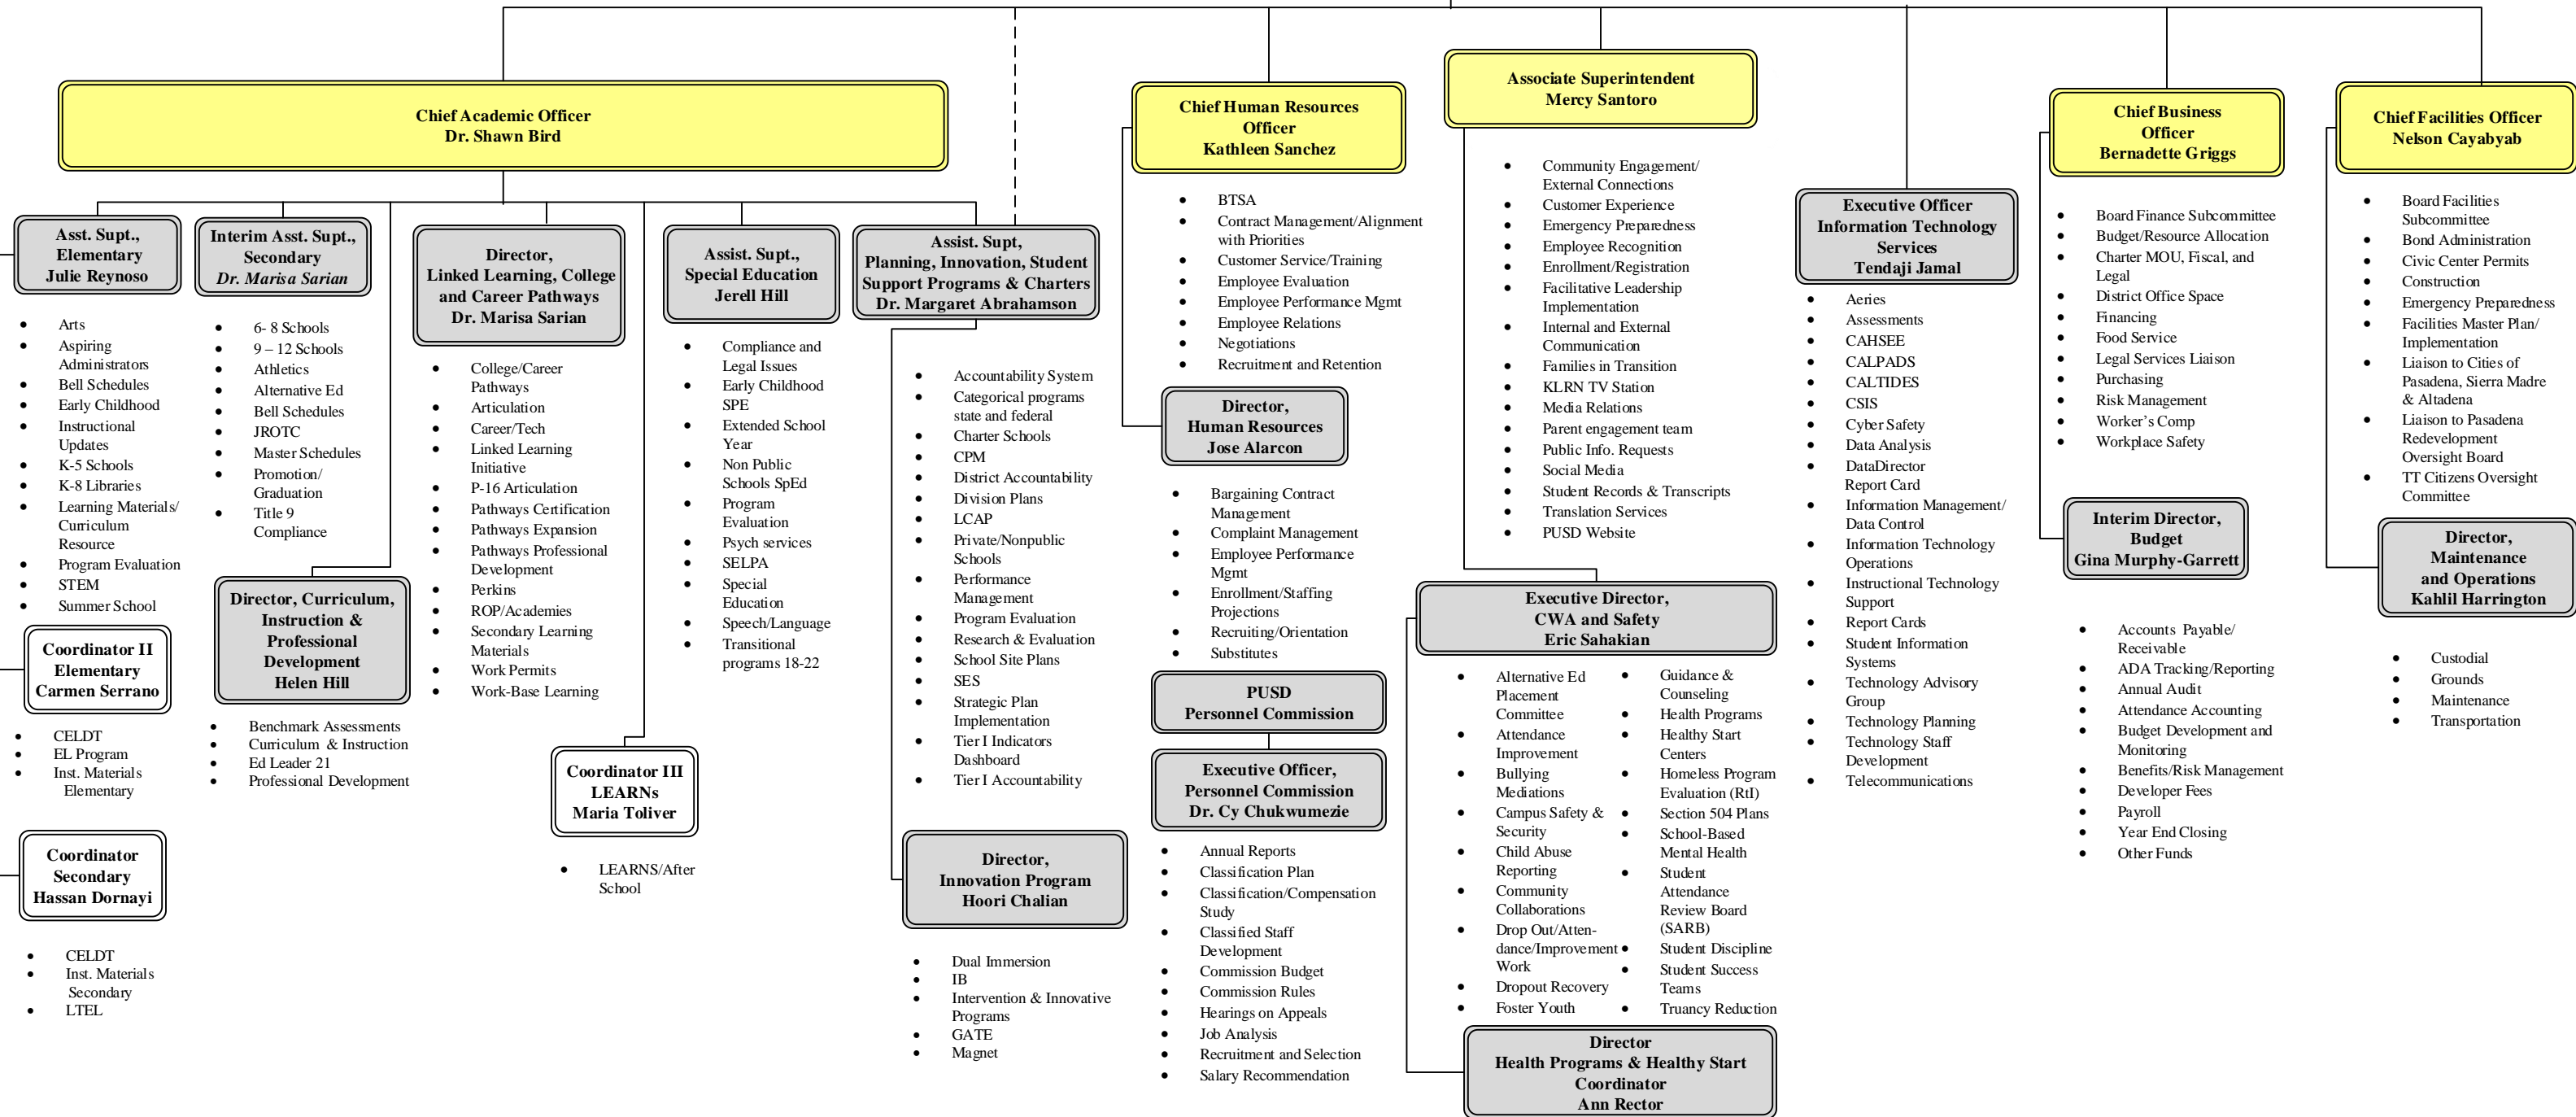 Chief Academic Officer
Dr. Shawn Bird
Asst. Supt.,
Elementary
Julie Reynoso
• Arts
• Aspiring
Administrators
• Bell Schedules
• Early Childhood
• Instructional
Updates
• K-5 Schools
• K-8 Libraries
• Learning Materials/
Curriculum
Resource
• Program Evaluation
• STEM
• Summer School
Coordinator II
Elementary
Carmen Serrano
• CELDT
• EL Program
• Inst. Materials
Elementary
Coordinator
Secondary
Hassan Dornayi
• CELDT
• Inst. Materials
Secondary
• LTEL
Interim Asst. Supt.,
Secondary
Dr. Marisa Sarian
• 6- 8 Schools
• 9 – 12 Schools
• Athletics
• Alternative Ed
• Bell Schedules
• JROTC
• Master Schedules
• Promotion/
Graduation
• Title 9
Compliance
Director, Curriculum,
Instruction &
Professional
Development
Helen Hill
• Benchmark Assessments
• Curriculum & Instruction
• Ed Leader 21
• Professional Development
Director,
Linked Learning, College
and Career Pathways
Dr. Marisa Sarian
• College/Career
Pathways
• Articulation
• Career/Tech
• Linked Learning
Initiative
• P-16 Articulation
• Pathways Certification
• Pathways Expansion
• Pathways Professional
Development
• Perkins
• ROP/Academies
• Secondary Learning
Materials
• Work Permits
• Work-Base Learning
Coordinator III
LEARNs
Maria Toliver
• LEARNS/After
School
Assist. Supt.,
Special Education
Jerell Hill
• Compliance and
Legal Issues
• Early Childhood
SPE
• Extended School
Year
• Non Public
Schools SpEd
• Program
Evaluation
• Psych services
• SELPA
• Special
Education
• Speech/Language
• Transitional
programs 18-22
Assist. Supt,
Planning, Innovation, Student
Support Programs & Charters
Dr. Margaret Abrahamson
• Accountability System
• Categorical programs
state and federal
• Charter Schools
• CPM
• District Accountability
• Division Plans
• LCAP
• Private/Nonpublic
Schools
• Performance
Management
• Program Evaluation
• Research & Evaluation
• School Site Plans
• SES
• Strategic Plan
Implementation
• Tier I Indicators
Dashboard
• Tier I Accountability
Director,
Innovation Program
Hoori Chalian
• Dual Immersion
• IB
• Intervention & Innovative
Programs
• GATE
• Magnet
Chief Human Resources
Officer
Kathleen Sanchez
• BTSA
• Contract Management/Alignment
with Priorities
• Customer Service/Training
• Employee Evaluation
• Employee Performance Mgmt
• Employee Relations
• Negotiations
• Recruitment and Retention
Director,
Human Resources
Jose Alarcon
• Bargaining Contract
Management
• Complaint Management
• Employee Performance
Mgmt
• Enrollment/Staffing
Projections
• Recruiting/Orientation
• Substitutes
PUSD
Personnel Commission
Executive Officer,
Personnel Commission
Dr. Cy Chukwumezie
• Annual Reports
• Classification Plan
• Classification/Compensation
Study
• Classified Staff
Development
• Commission Budget
• Commission Rules
• Hearings on Appeals
• Job Analysis
• Recruitment and Selection
• Salary Recommendation
Associate Superintendent
Mercy Santoro
• Community Engagement/
External Connections
• Customer Experience
• Emergency Preparedness
• Employee Recognition
• Enrollment/Registration
• Facilitative Leadership
Implementation
• Internal and External
Communication
• Families in Transition
• KLRN TV Station
• Media Relations
• Parent engagement team
• Public Info. Requests
• Social Media
• Student Records & Transcripts
• Translation Services
• PUSD Website
Executive Director,
CWA and Safety
Eric Sahakian
• Alternative Ed
Placement
Committee
• Attendance
Improvement
• Bullying
Mediations
• Campus Safety &
Security
• Child Abuse
Reporting
• Community
Collaborations
• Drop Out/Atten-
dance/Improvement
Work
• Dropout Recovery
• Foster Youth
• Guidance &
Counseling
• Health Programs
• Healthy Start
Centers
• Homeless Program
Evaluation (RtI)
• Section 504 Plans
• School-Based
Mental Health
• Student
Attendance
Review Board
(SARB)
• Student Discipline
• Student Success
Teams
• Truancy Reduction
Director
Health Programs & Healthy Start
Coordinator
Ann Rector
Executive Officer
Information Technology
Services
Tendaji Jamal
• Aeries
• Assessments
• CAHSEE
• CALPADS
• CALTIDES
• CSIS
• Cyber Safety
• Data Analysis
• DataDirector
Report Card
• Information Management/
Data Control
• Information Technology
Operations
• Instructional Technology
Support
• Report Cards
• Student Information
Systems
• Technology Advisory
Group
• Technology Planning
• Technology Staff
Development
• Telecommunications
Chief Business
Officer
Bernadette Griggs
• Board Finance Subcommittee
• Budget/Resource Allocation
• Charter MOU, Fiscal, and
Legal
• District Office Space
• Financing
• Food Service
• Legal Services Liaison
• Purchasing
• Risk Management
• Worker's Comp
• Workplace Safety
Interim Director,
Budget
Gina Murphy-Garrett
• Accounts Payable/
Receivable
• ADA Tracking/Reporting
• Annual Audit
• Attendance Accounting
• Budget Development and
Monitoring
• Benefits/Risk Management
• Developer Fees
• Payroll
• Year End Closing
• Other Funds
Chief Facilities Officer
Nelson Cayabyab
• Board Facilities
Subcommittee
• Bond Administration
• Civic Center Permits
• Construction
• Emergency Preparedness
• Facilities Master Plan/
Implementation
• Liaison to Cities of
Pasadena, Sierra Madre
& Altadena
• Liaison to Pasadena
Redevelopment
Oversight Board
• TT Citizens Oversight
Committee
Director,
Maintenance
and Operations
Kahlil Harrington
• Custodial
• Grounds
• Maintenance
• Transportation